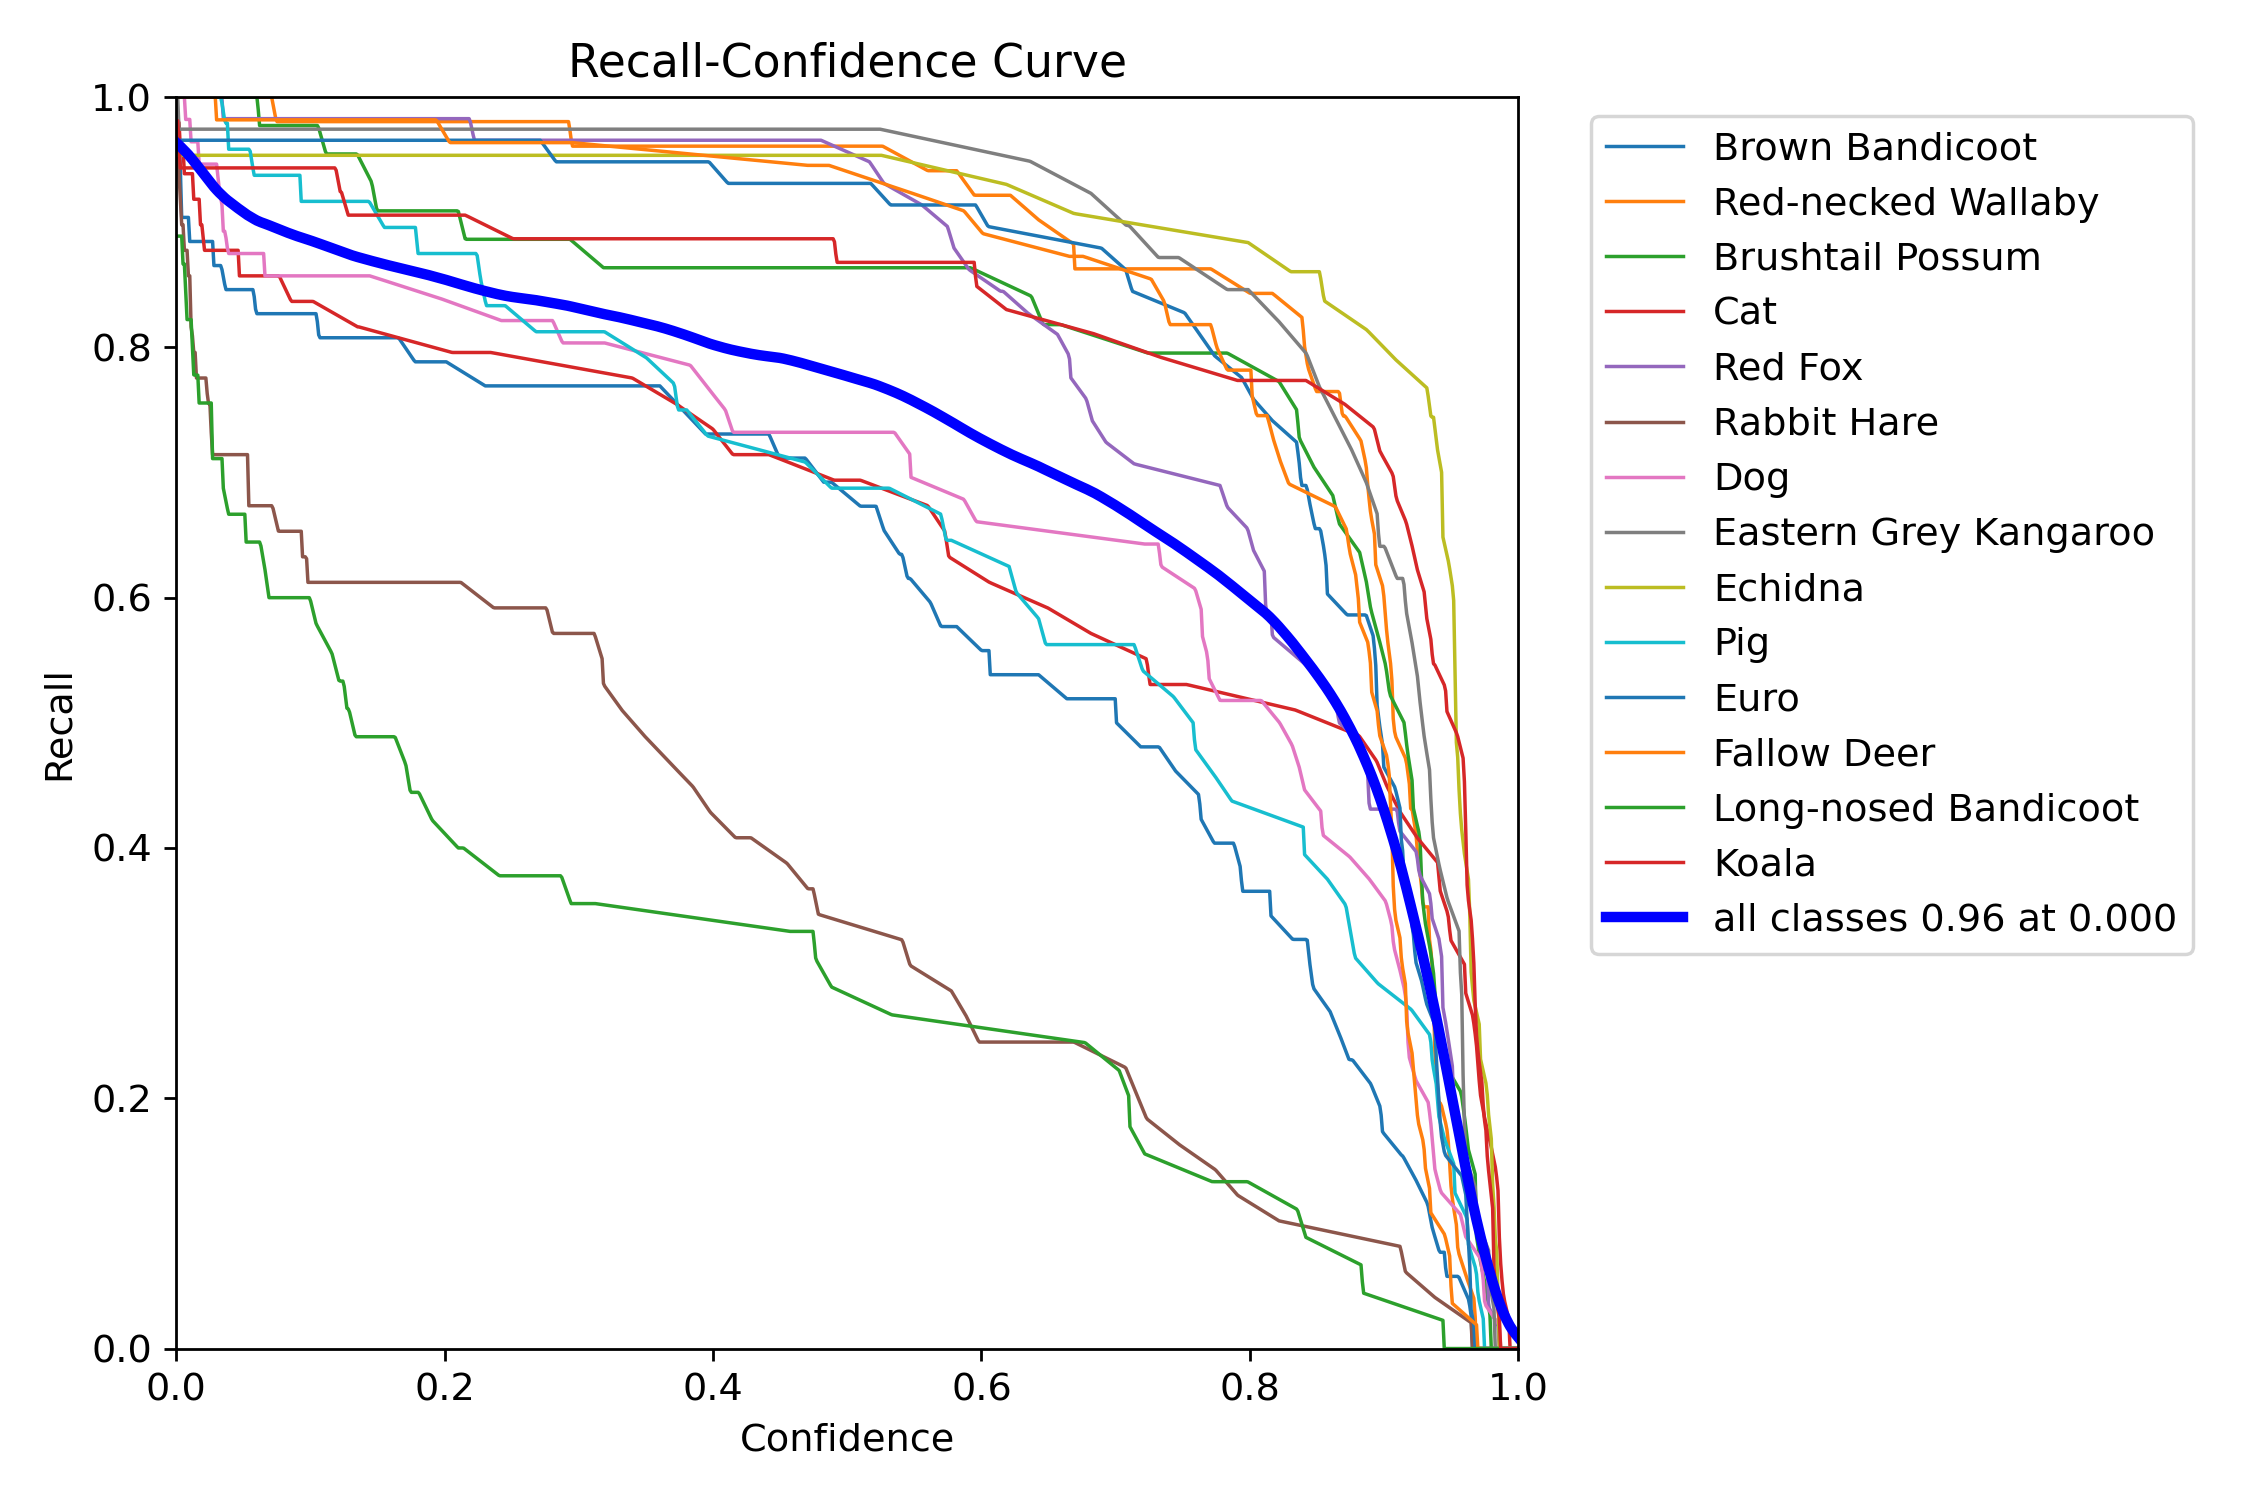 Recall-Confidence Curve
1.0
0.8
0.6
0.4
0.2
0.0
Recall
0.0 0.2 0.4 0.6 0.8 1.0
Confidence
Brown Bandicoot
Red-necked Wallaby
Brushtail Possum
Cat
Red Fox
Rabbit Hare
Dog
Eastern Grey Kangaroo
Echidna
Pig
Euro
Fallow Deer
Long-nosed Bandicoot
Koala
all classes 0.96 at 0.000